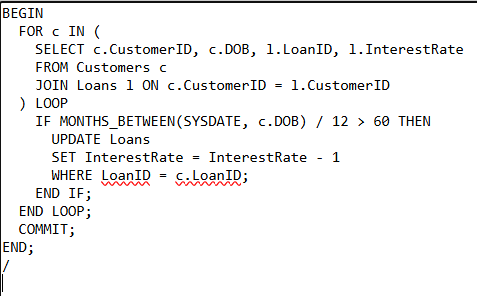 BEGIN
  FOR c IN (
    SELECT c.CustomerID, c.DOB, l.LoanID, l.InterestRate
    FROM Customers c
    JOIN Loans l ON c.CustomerID = l.CustomerID
  ) LOOP
    IF MONTHS_BETWEEN(SYSDATE, c.DOB) / 12 > 60 THEN
      UPDATE Loans
      SET InterestRate = InterestRate - 1
      WHERE LoanID = c.LoanID;
    END IF;
  END LOOP;
  COMMIT;
END;
/